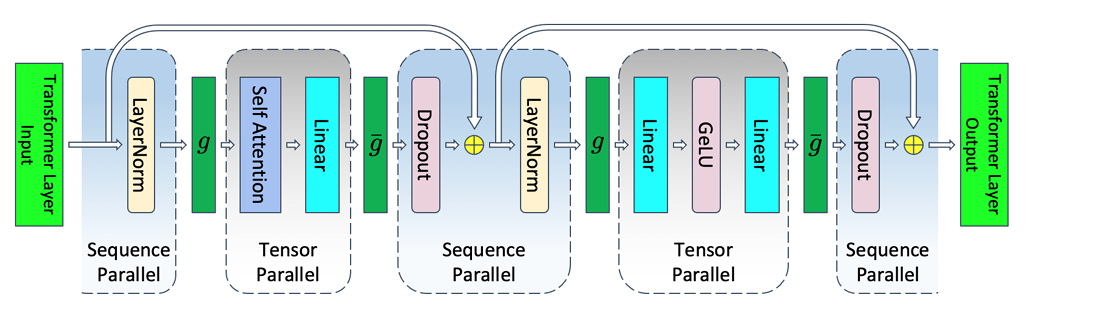 Transformer Layer
Input
LayerNorm
Sequence
Parallel
g
Self Attention
Linear
Tensor
Parallel
g̅
Dropout
LayerNorm
Sequence
Parallel
g
Linear
GeLU
Linear
Tensor
Parallel
g̅
Dropout
Sequence
Parallel
Transformer Layer
Output